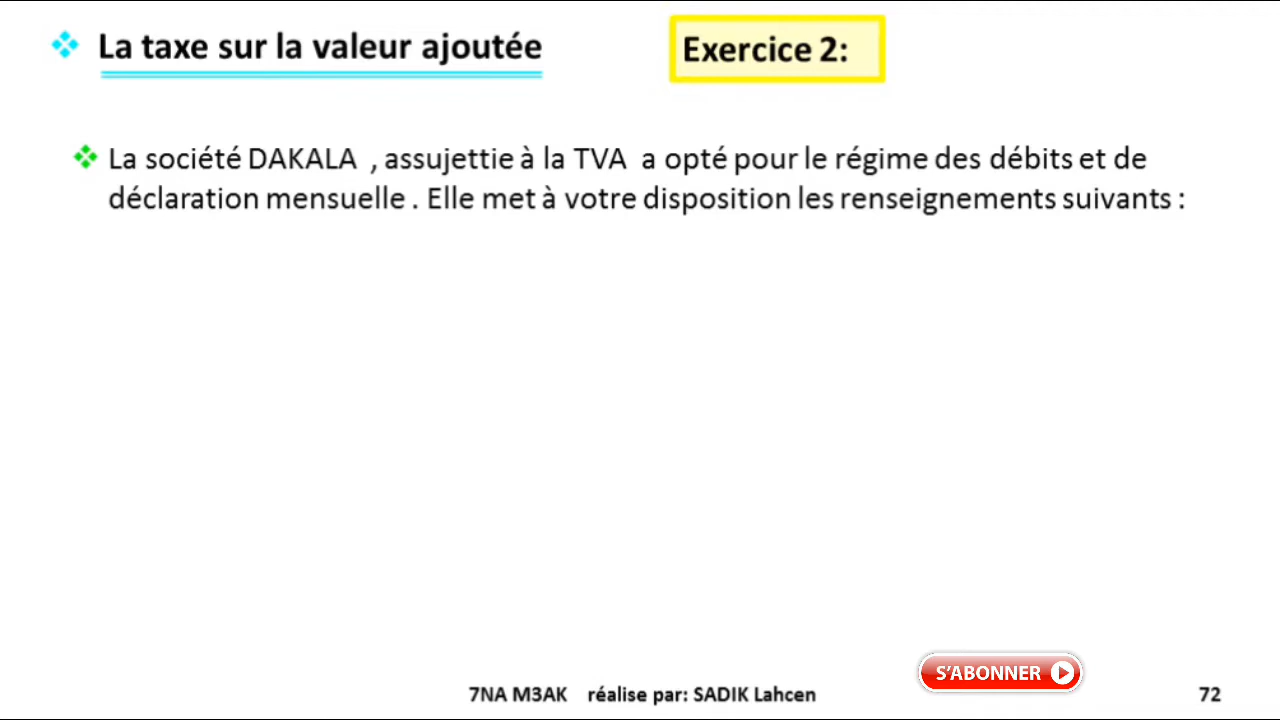 La taxe sur la valeur ajoutée
Exercice 2:
La société DAKALA , assujettie à la TVA a opté pour le régime des débits et de
déclaration mensuelle . Elle met à votre disposition les renseignements suivants :
S'ABONNER
7NA M3AK réalise par: SADIK Lahcen
72